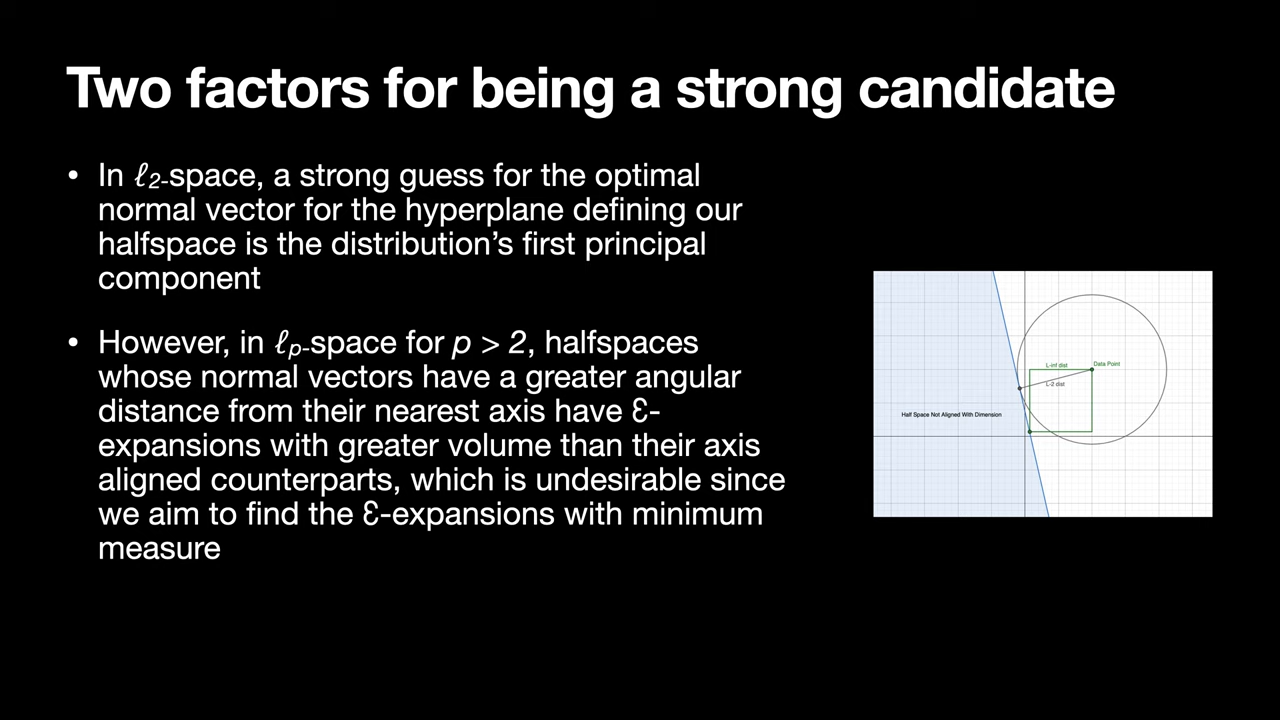 Two factors for being a strong candidate
• In ℓ2-space, a strong guess for the optimal
normal vector for the hyperplane defining our
halfspace is the distribution’s first principal
component
• However, in ℓp-space for p > 2, halfspaces
whose normal vectors have a greater angular
distance from their nearest axis have Ɛ-
expansions with greater volume than their axis
aligned counterparts, which is undesirable since
we aim to find the Ɛ-expansions with minimum
measure
L-inf dist
Data Point
L-2 dist
Half Space Not Aligned With Dimension